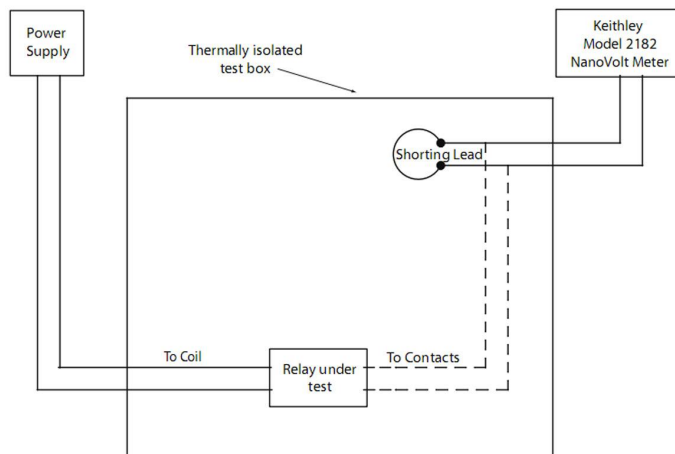 Power
Supply
Thermally isolated
test box
Keithley
Model 2182
NanoVolt Meter
Shorting Lead
To Coil
To Contacts
Relay under
test